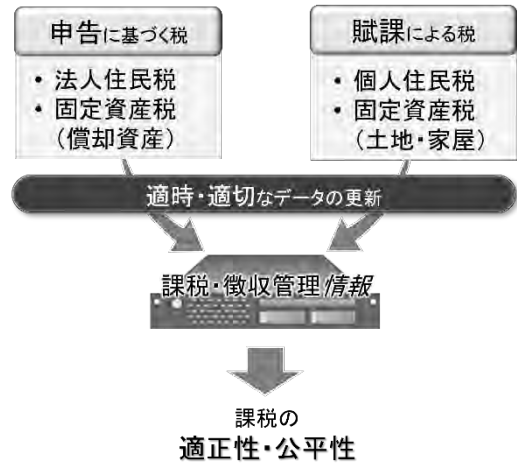 申告に基づく税
・ 法人住民税
・ 固定資産税
(償却資産)
賦課による税
・ 個人住民税
・ 固定資産税
(土地・家屋)
適時・適切なデータの更新
課税・徴収管理情報
課税の
適正性・公平性